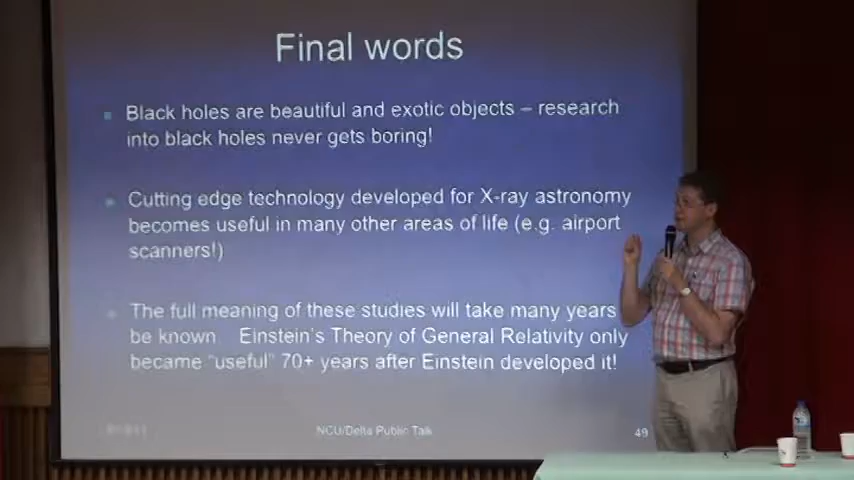 Final words
Black holes are beautiful and exotic objects – research
into black holes never gets boring!
Cutting edge technology developed for X-ray astronomy
becomes useful in many other areas of life (e.g. airport
scanners!)
The full meaning of these studies will take many years
be known Einstein's Theory of General Relativity only
became "useful" 70+ years after Einstein developed it!
NCU/Delta Public Talk
49